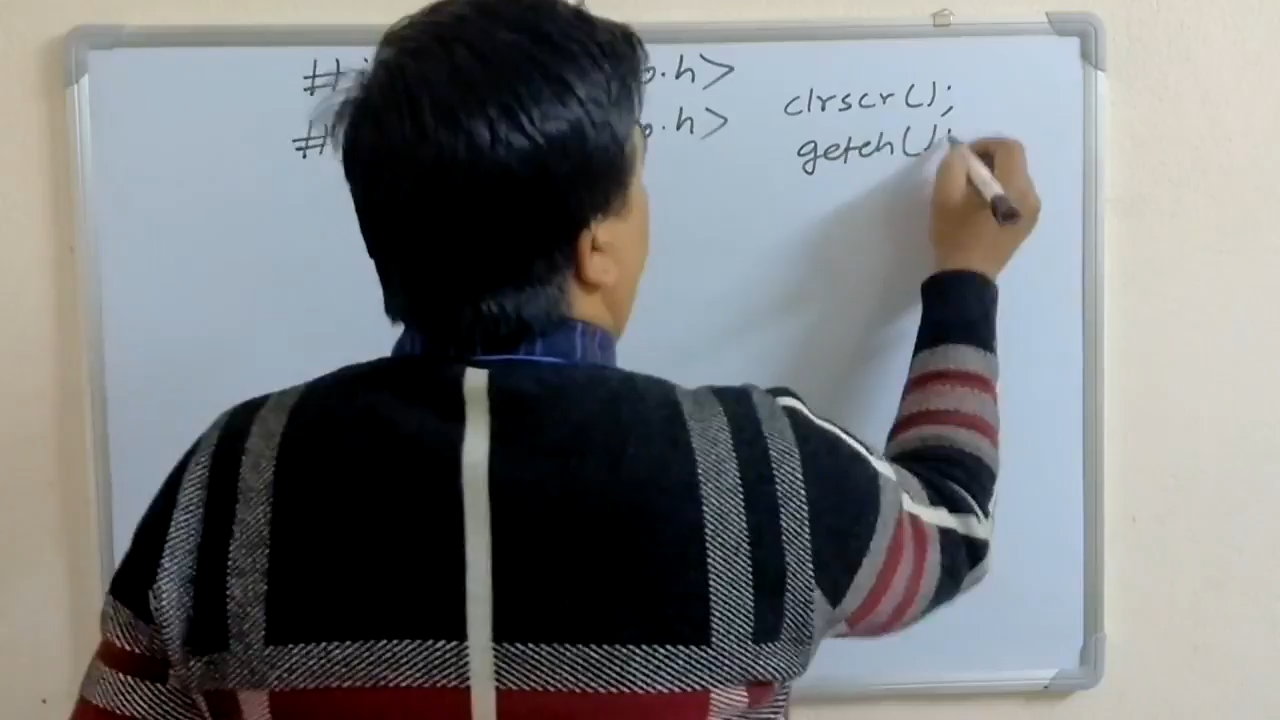 #i o.h>
#i o.h>
clrscr();
getch();